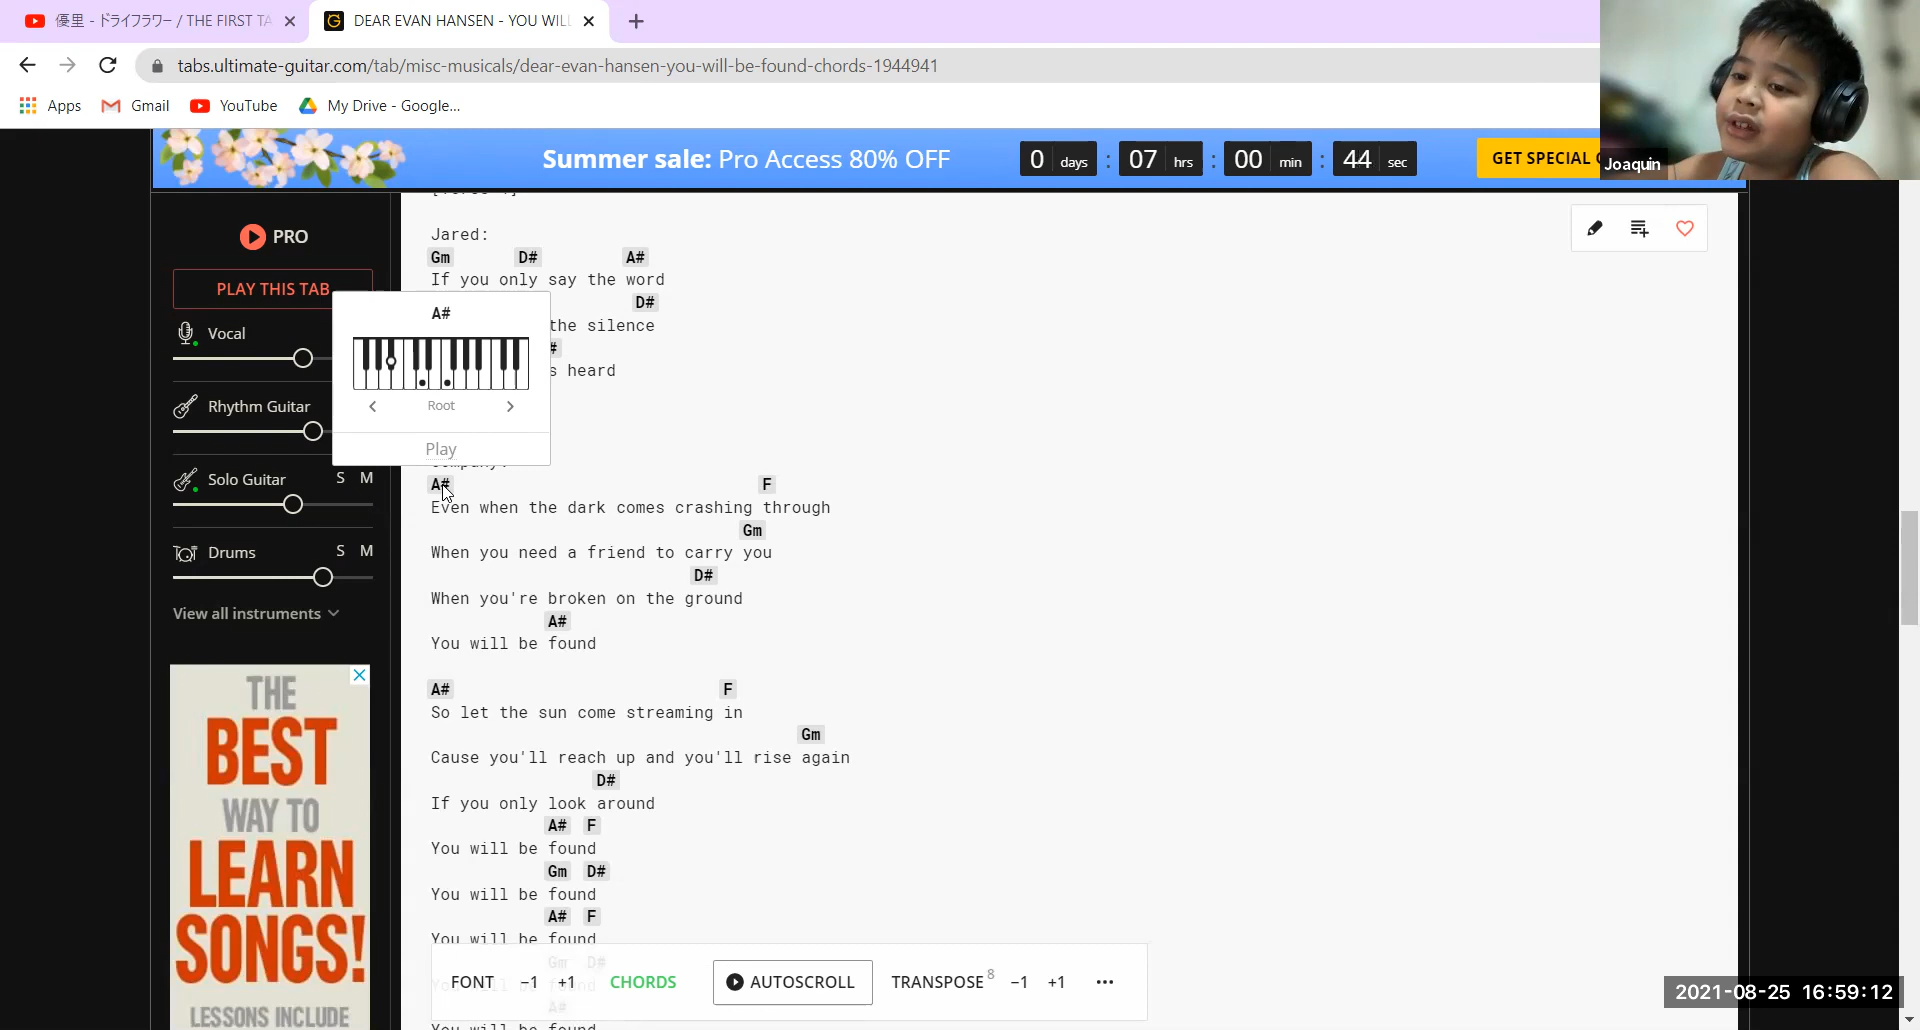 優里 - ドライフラワー / THE FIRST TA
DEAR EVAN HANSEN - YOU WILL
tabs.ultimate-guitar.com/tab/misc-musicals/dear-evan-hansen-you-will-be-found-chords-1944941
Apps Gmail YouTube My Drive - Google...
Summer sale: Pro Access 80% OFF 0 days : 07 hrs : 00 min : 44 sec GET SPECIAL
Joaquin
PRO
PLAY THIS TAB
Vocal
Rhythm Guitar
Solo Guitar S M
Drums S M
View all instruments
THE
BEST
WAY TO
LEARN
SONGS!
LESSONS INCLUDE
A#
Root
Play
Jared:
Gm D# A#
If you only say the word
D#
the silence
#
s heard
A# F
Even when the dark comes crashing through
Gm
When you need a friend to carry you
D#
When you're broken on the ground
A#
You will be found
A# F
So let the sun come streaming in
Gm
Cause you'll reach up and you'll rise again
D#
If you only look around
A# F
You will be found
Gm D#
You will be found
A# F
You will be found
Gm D#
A#
You will be found
FONT −1 +1 CHORDS AUTOSCROLL TRANSPOSE 8 −1 +1
2021-08-25 16:59:12